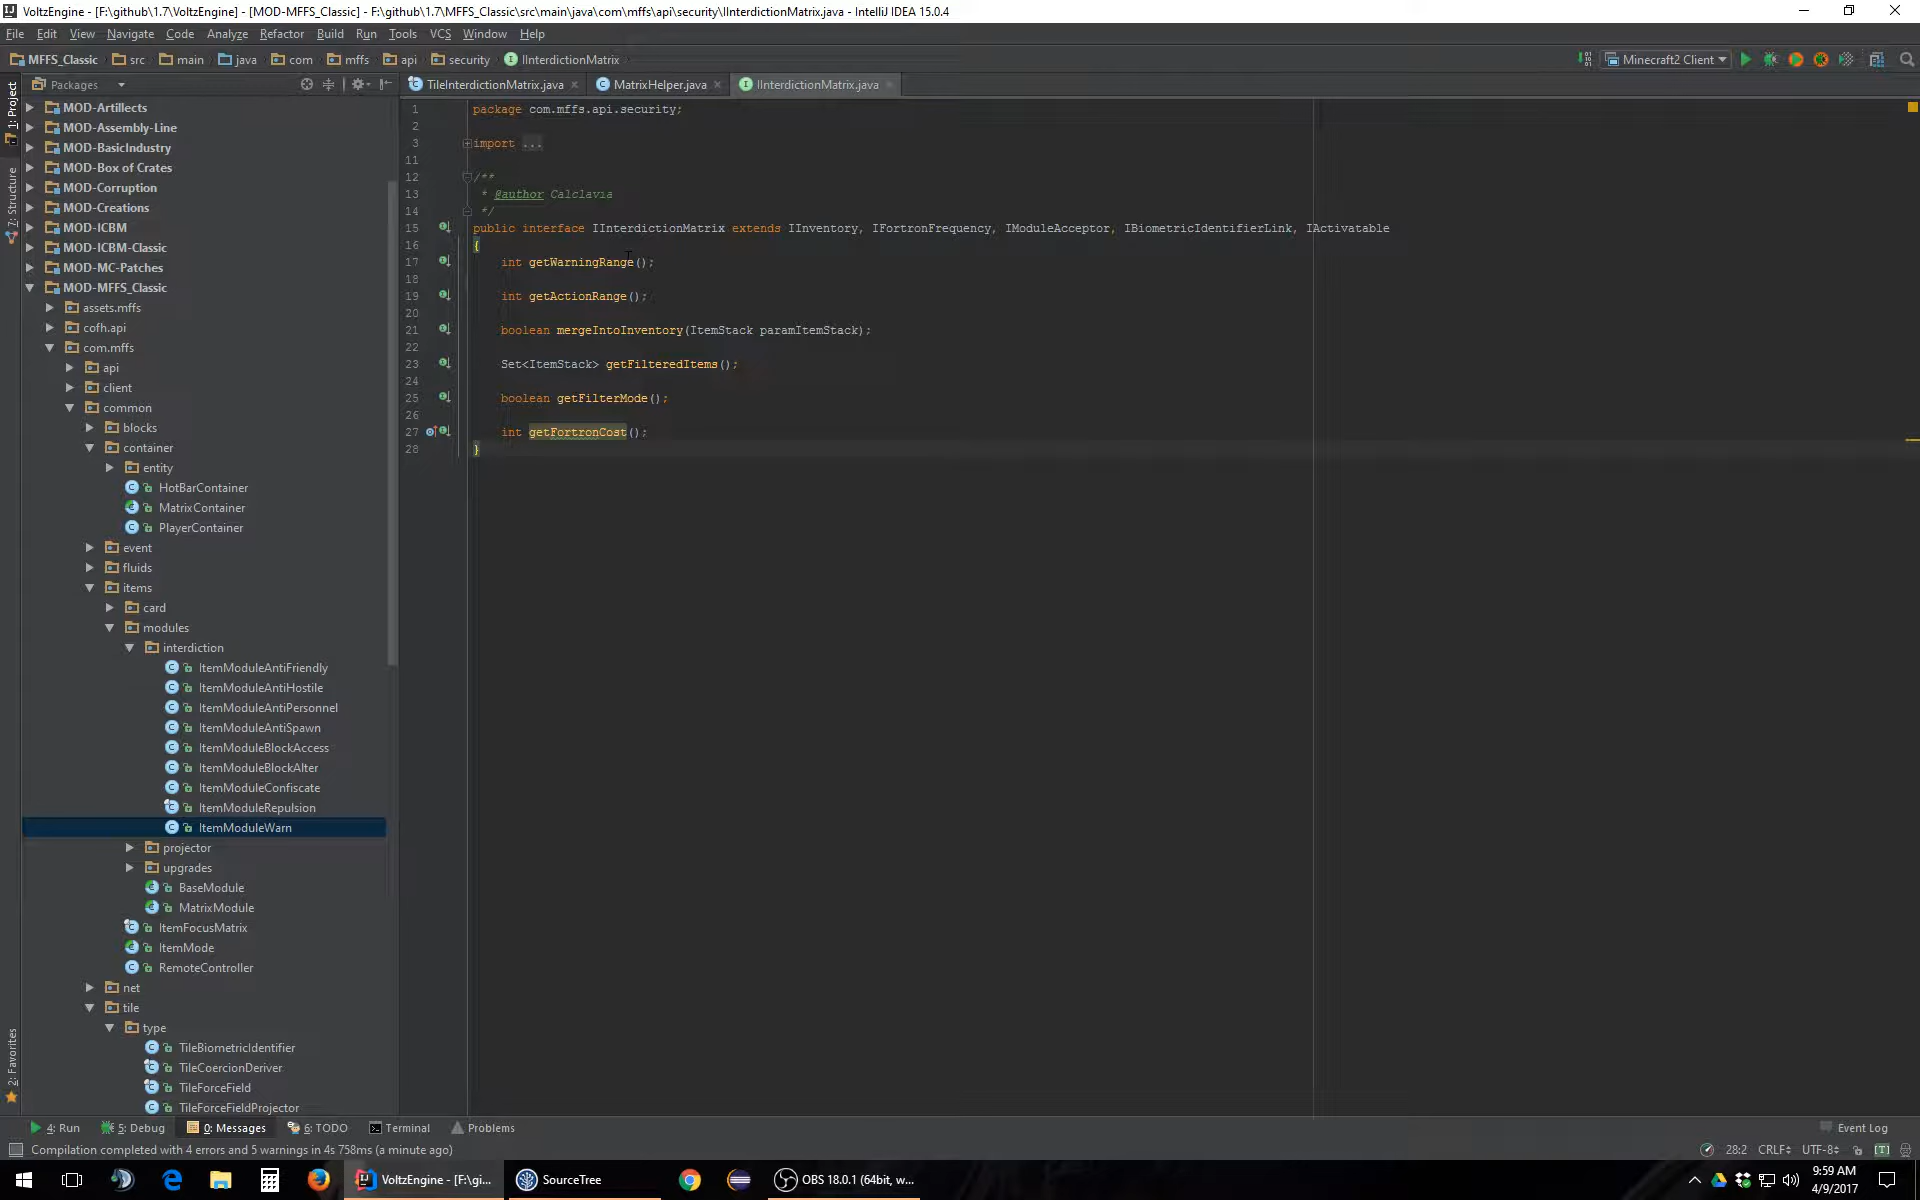 VoltzEngine - [F:\github\1.7\VoltzEngine] - [MOD-MFFS_Classic] - F:\github\1.7\MFFS_Classic\src\main\java\com\mffs\api\security\IInterdictionMatrix.java - IntelliJ IDEA 15.0.4
File Edit View Navigate Code Analyze Refactor Build Run Tools VCS Window Help
MFFS_Classic src main java com mffs api security IInterdictionMatrix
Minecraft2 Client
Packages
TileInterdictionMatrix.java MatrixHelper.java IInterdictionMatrix.java
1: Project
7: Structure
2: Favorites
MOD-Artillects
MOD-Assembly-Line
MOD-BasicIndustry
MOD-Box of Crates
MOD-Corruption
MOD-Creations
MOD-ICBM
MOD-ICBM-Classic
MOD-MC-Patches
MOD-MFFS_Classic
assets.mffs
cofh.api
com.mffs
api
client
common
blocks
container
entity
HotBarContainer
MatrixContainer
PlayerContainer
event
fluids
items
card
modules
interdiction
ItemModuleAntiFriendly
ItemModuleAntiHostile
ItemModuleAntiPersonnel
ItemModuleAntiSpawn
ItemModuleBlockAccess
ItemModuleBlockAlter
ItemModuleConfiscate
ItemModuleRepulsion
ItemModuleWarn
projector
upgrades
BaseModule
MatrixModule
ItemFocusMatrix
ItemMode
RemoteController
net
tile
type
TileBiometricIdentifier
TileCoercionDeriver
TileForceField
TileForceFieldProjector
1 package com.mffs.api.security;
2
3 import ...
11
12 /**
13 * @author Calclavia
14 */
15 public interface IInterdictionMatrix extends IInventory, IFortronFrequency, IModuleAcceptor, IBiometricIdentifierLink, IActivatable
16 {
17 int getWarningRange();
18
19 int getActionRange();
20
21 boolean mergeIntoInventory(ItemStack paramItemStack);
22
23 Set<ItemStack> getFilteredItems();
24
25 boolean getFilterMode();
26
27 int getFortronCost();
28 }
4: Run 5: Debug 0: Messages 6: TODO Terminal Problems Event Log
Compilation completed with 4 errors and 5 warnings in 4s 758ms (a minute ago) 28:2 CRLF UTF-8 [T]
VoltzEngine - [F:\gi... SourceTree OBS 18.0.1 (64bit, w... 9:59 AM
4/9/2017